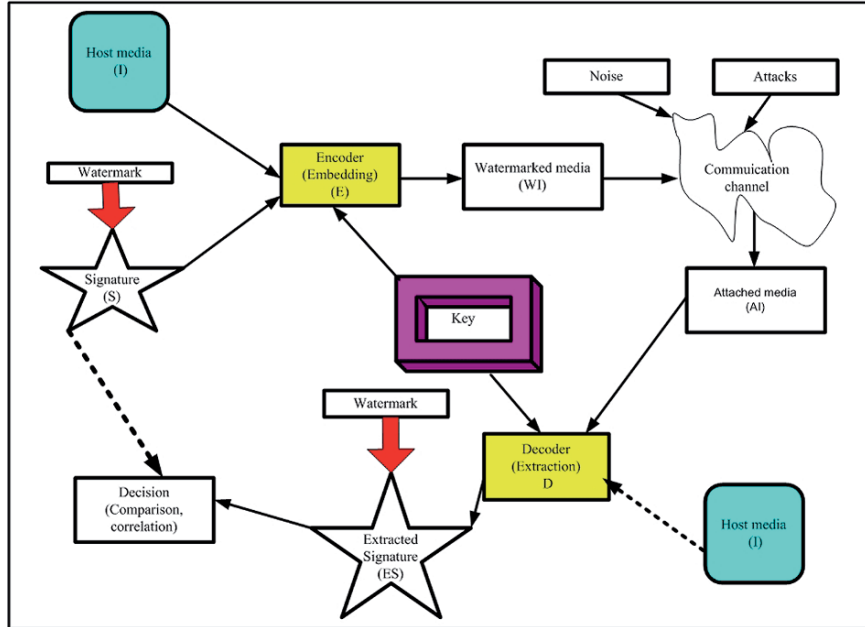 Host media
(I)
Noise
Attacks
Watermark
Encoder
(Embedding)
(E)
Watermarked media
(WI)
Commuication
channel
Signature
(S)
Key
Attached media
(AI)
Watermark
Decoder
(Extraction)
D
Decision
(Comparison,
correlation)
Extracted
Signature
(ES)
Host media
(I)